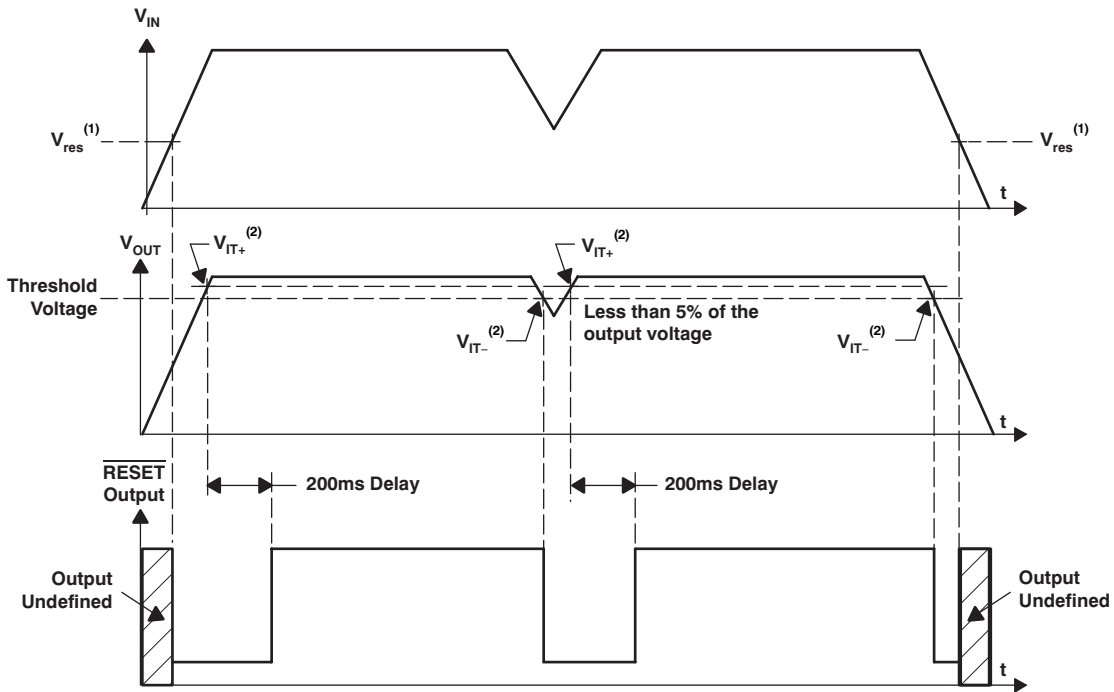 V_IN
V_res^(1)
V_res^(1)
t
V_OUT
V_IT+^(2)
V_IT+^(2)
Threshold
Voltage
Less than 5% of the
output voltage
V_IT–^(2)
V_IT–^(2)
t
RESET
Output
200ms Delay
200ms Delay
Output
Undefined
Output
Undefined
t